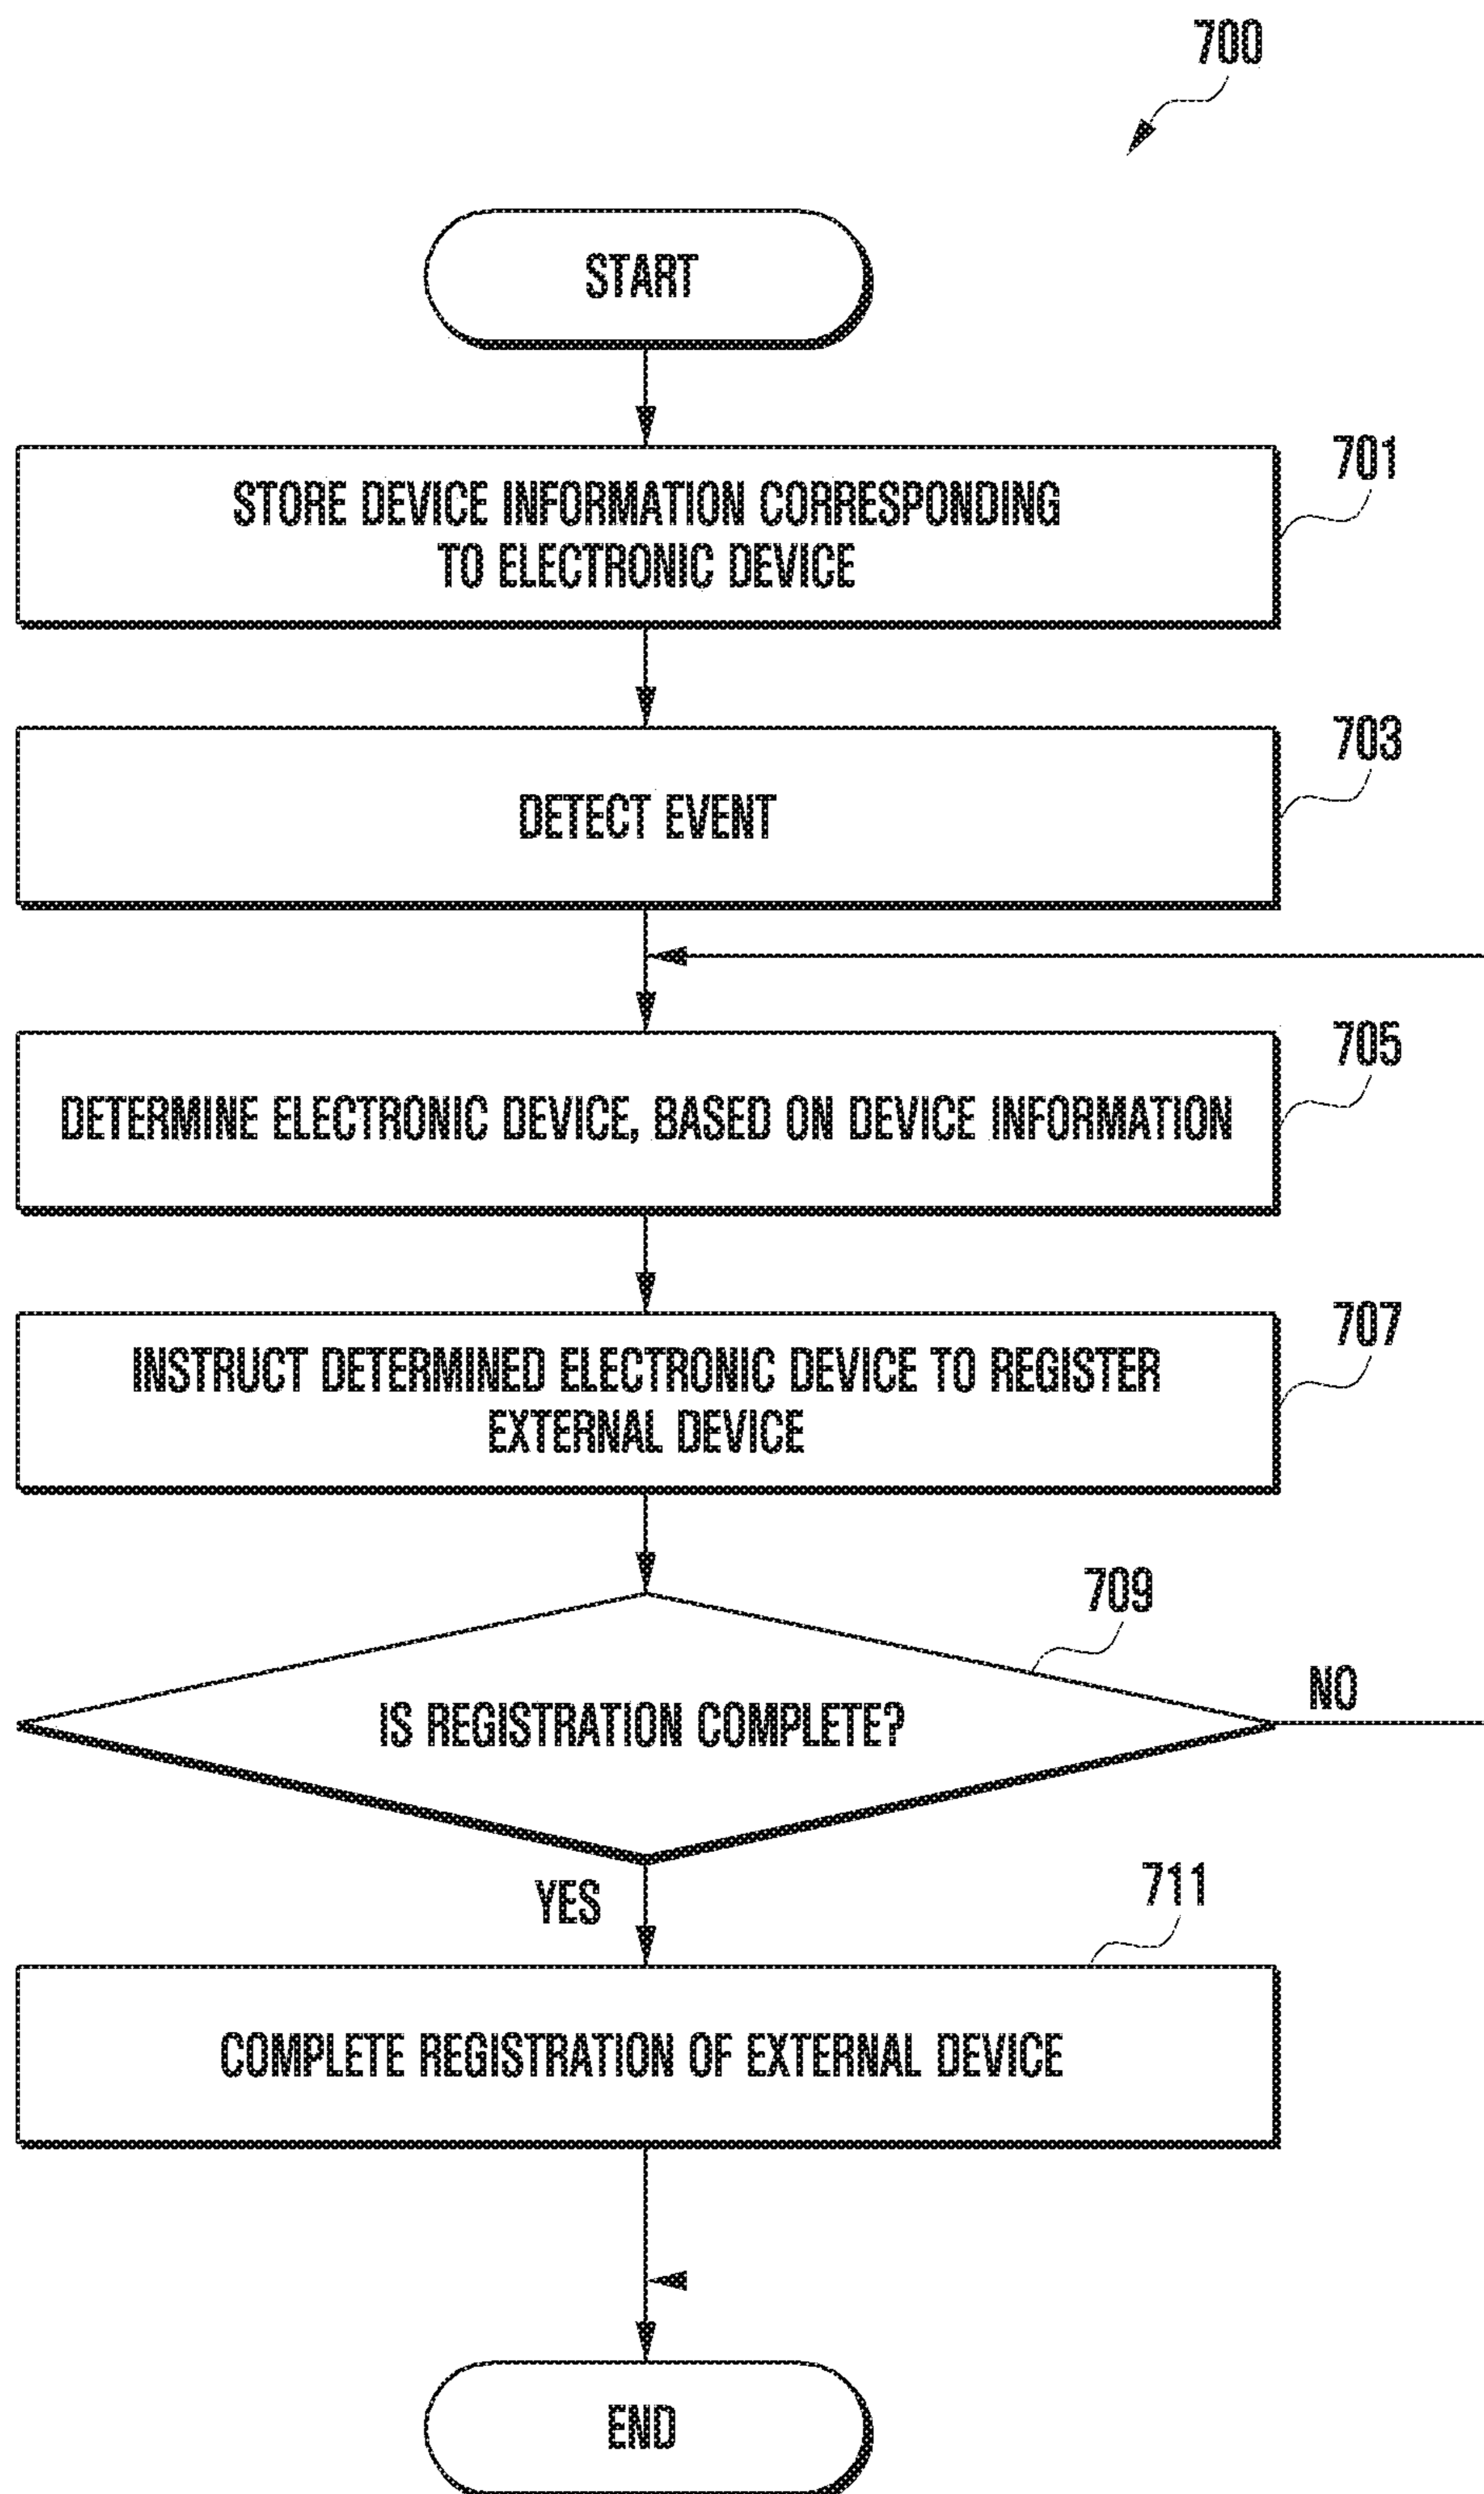 700
START
701
STORE DEVICE INFORMATION CORRESPONDING
TO ELECTRONIC DEVICE
703
DETECT EVENT
705
DETERMINE ELECTRONIC DEVICE, BASED ON DEVICE INFORMATION
707
INSTRUCT DETERMINED ELECTRONIC DEVICE TO REGISTER
EXTERNAL DEVICE
709
IS REGISTRATION COMPLETE?
NO
YES
711
COMPLETE REGISTRATION OF EXTERNAL DEVICE
END